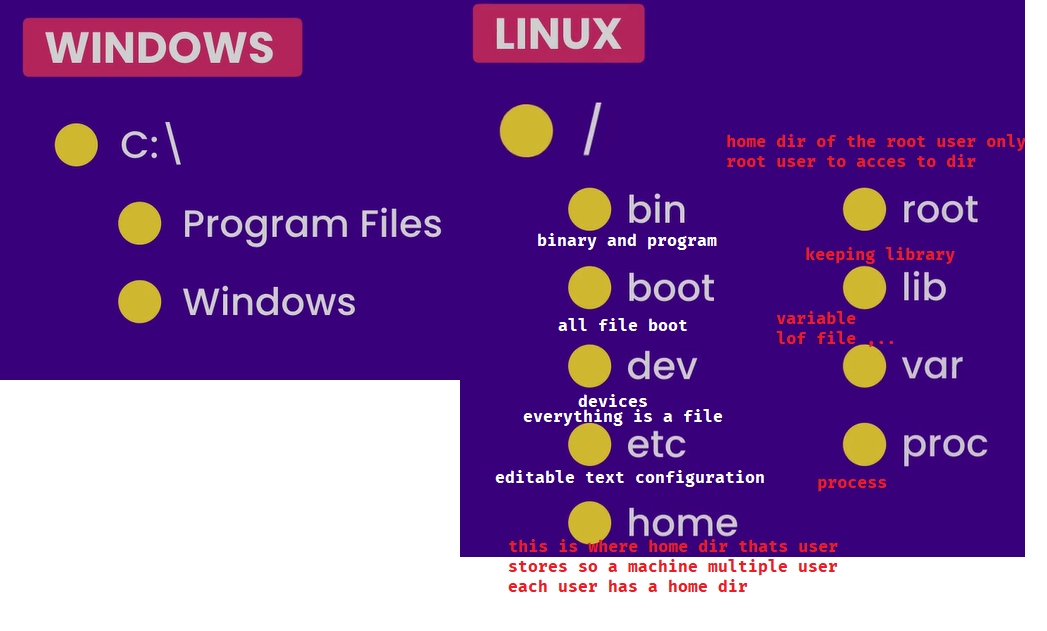 WINDOWS
C:\
Program Files
Windows
LINUX
/
bin
binary and program
boot
all file boot
dev
devices
everything is a file
etc
editable text configuration
home
this is where home dir thats user
stores so a machine multiple user
each user has a home dir
home dir of the root user only
root user to acces to dir
root
keeping library
lib
variable
lof file ,..
var
proc
process